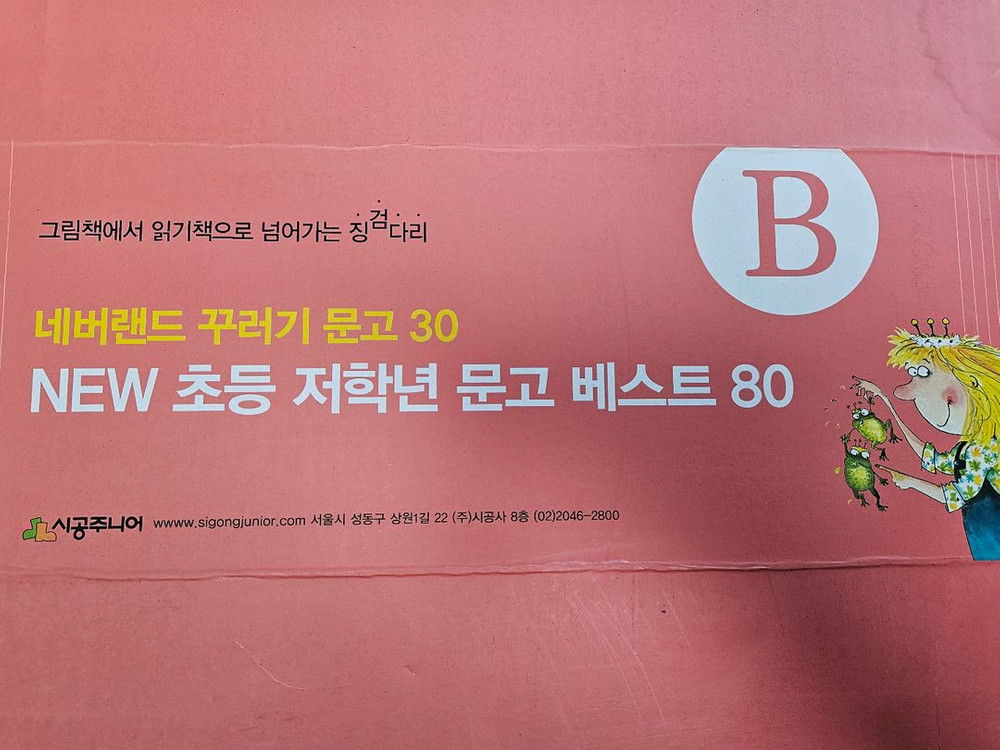 B
그림책에서 읽기책으로 넘어가는 징검다리
네버랜드 꾸러기 문고 30
NEW 초등 저학년 문고 베스트 80
시공주니어 www.sigongjunior.com 서울시 성동구 상원1길 22 (주)시공사 8층 (02)2046-2800